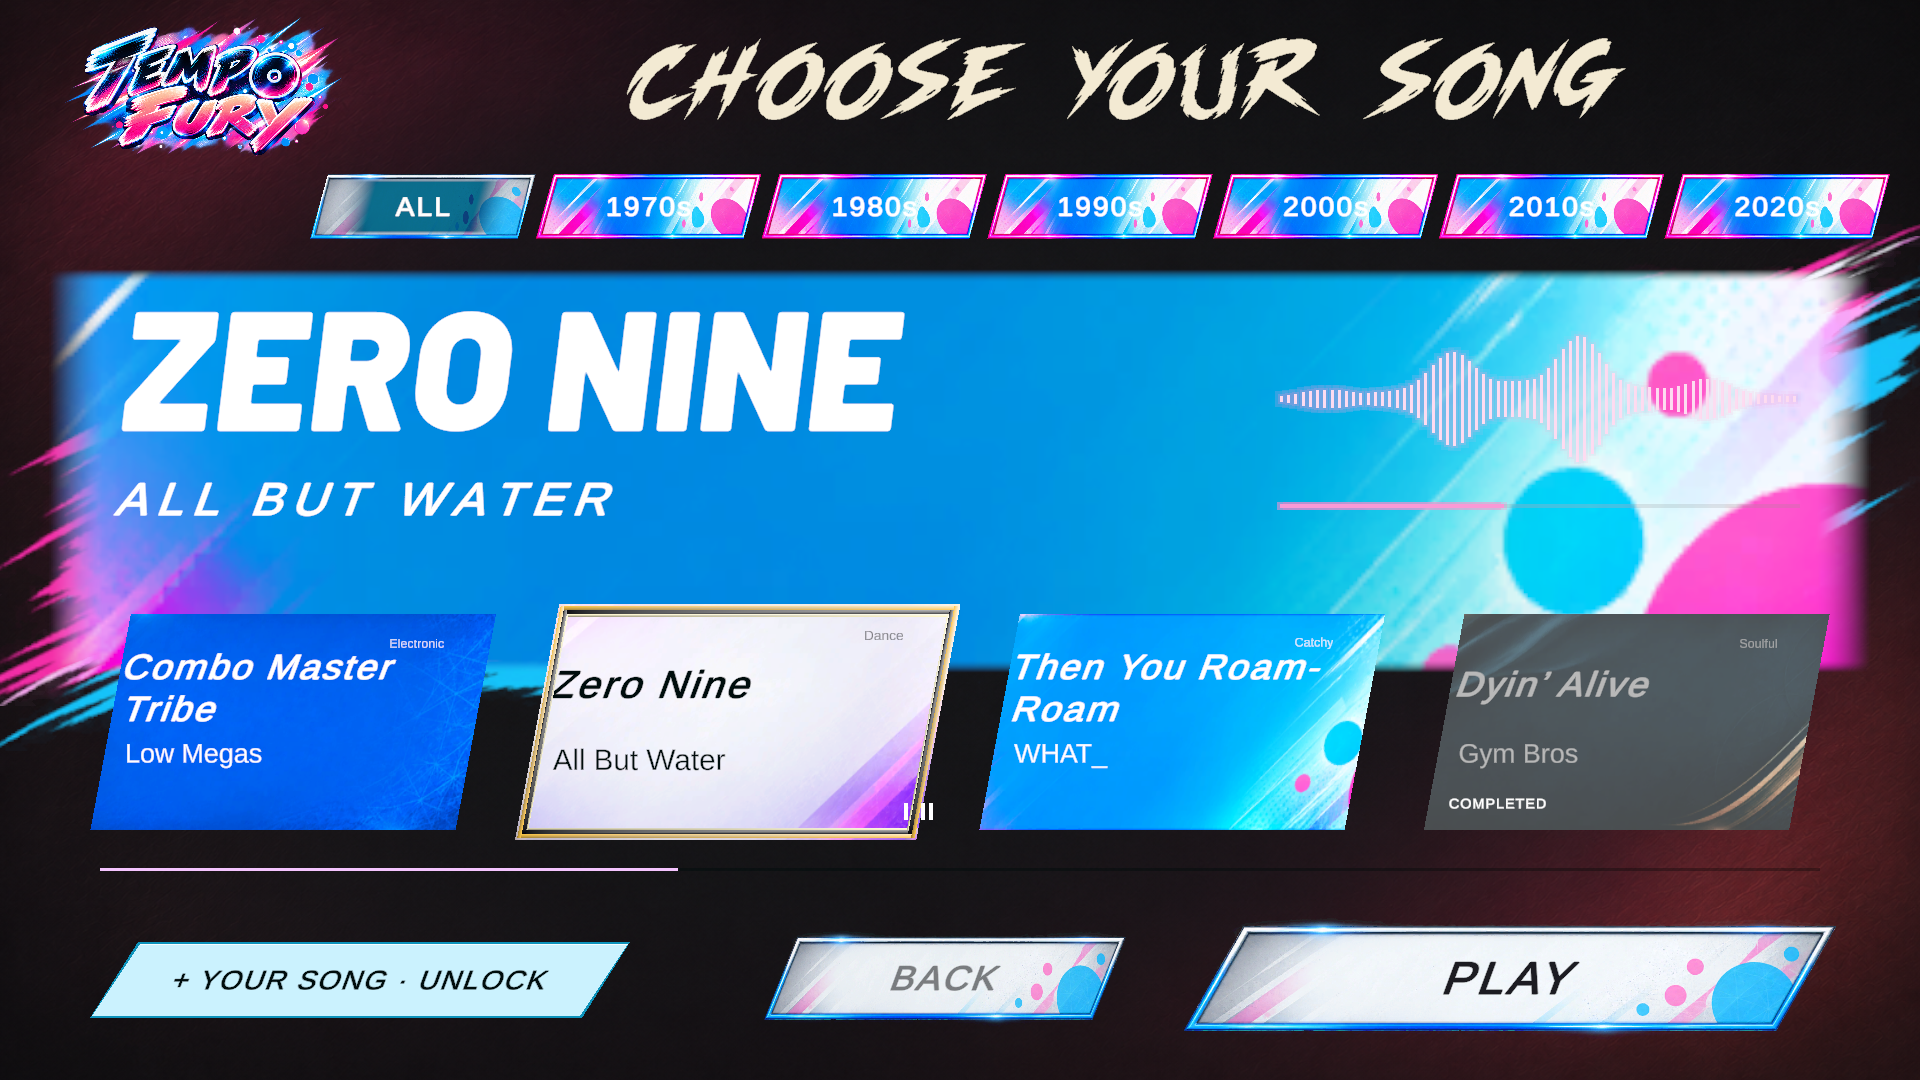 TEMPO
FURY
CHOOSE YOUR SONG
ALL
1970s
1980s
1990s
2000s
2010s
2020s
ZERO NINE
ALL BUT WATER
Electronic
Combo Master
Tribe
Low Megas
Dance
Zero Nine
All But Water
Catchy
Then You Roam-
Roam
WHAT_
Soulful
Dyin’ Alive
Gym Bros
COMPLETED
+ YOUR SONG · UNLOCK
BACK
PLAY